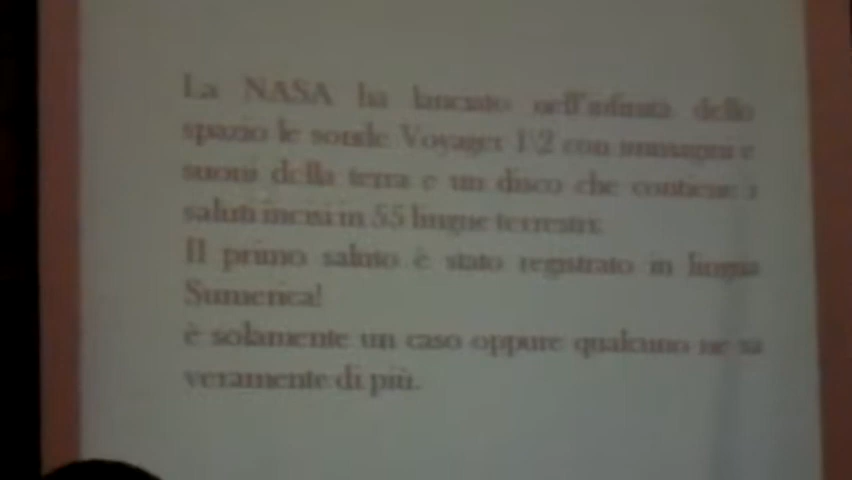 La NASA ha lanciato nell'infinità dello
spazio le sonde Voyager 1\2 con immagini e
suoni della terra e un disco che contiene i
saluti incisi in 55 lingue terrestri.
Il primo saluto è stato registrato in lingua
Sumerica!
è solamente un caso oppure qualcuno ne sa
veramente di più.